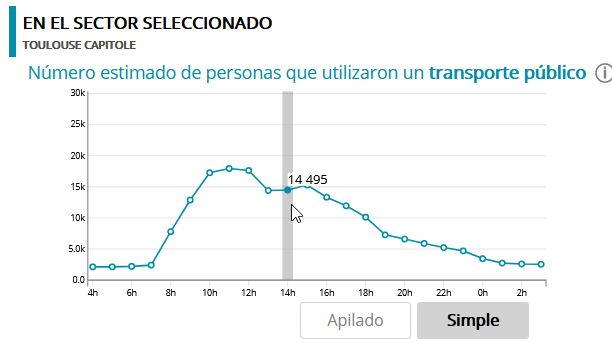 EN EL SECTOR SELECCIONADO
TOULOUSE CAPITOLE
Número estimado de personas que utilizaron un transporte público i
30k
25k
20k
15k
10k
5.0k
0.0
14 495
4h 6h 8h 10h 12h 14h 16h 18h 20h 22h 0h 2h
Apilado Simple